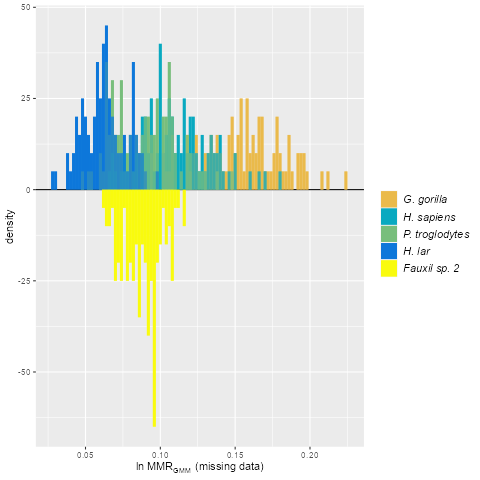 50
25
0
-25
-50
density
0.05 0.10 0.15 0.20
ln MMR_GMM (missing data)
G. gorilla
H. sapiens
P. troglodytes
H. lar
Fauxil sp. 2